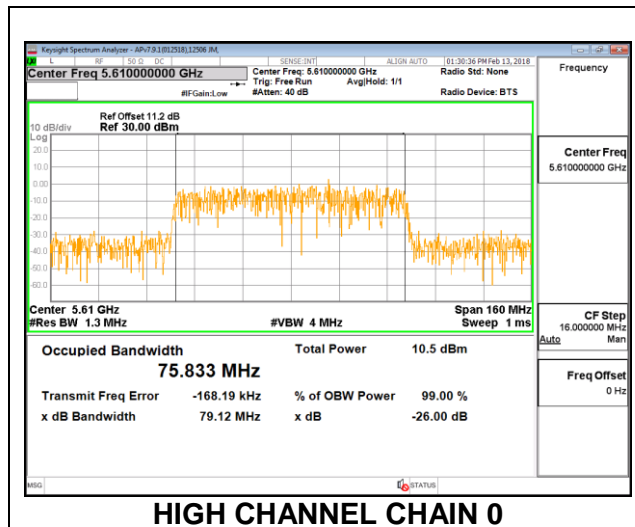 Keysight Spectrum Analyzer - APv7.9.1(012518),12506 JM,
L RF 50 Ω DC SENSE:INT ALIGN AUTO 01:30:36 PM Feb 13, 2018
Center Freq 5.610000000 GHz Center Freq: 5.610000000 GHz Radio Std: None Frequency
Trig: Free Run Avg|Hold: 1/1
#IFGain:Low #Atten: 40 dB Radio Device: BTS
Ref Offset 11.2 dB
10 dB/div Ref 30.00 dBm
Log
20.0
10.0
0.00
-10.0
-20.0
-30.0
-40.0
-50.0
-60.0
Center Freq
5.610000000 GHz
Center 5.61 GHz Span 160 MHz
#Res BW 1.3 MHz #VBW 4 MHz Sweep 1 ms
CF Step
16.000000 MHz
Auto Man
Occupied Bandwidth Total Power 10.5 dBm
75.833 MHz
Freq Offset
0 Hz
Transmit Freq Error -168.19 kHz % of OBW Power 99.00 %
x dB Bandwidth 79.12 MHz x dB -26.00 dB
MSG STATUS
HIGH CHANNEL CHAIN 0